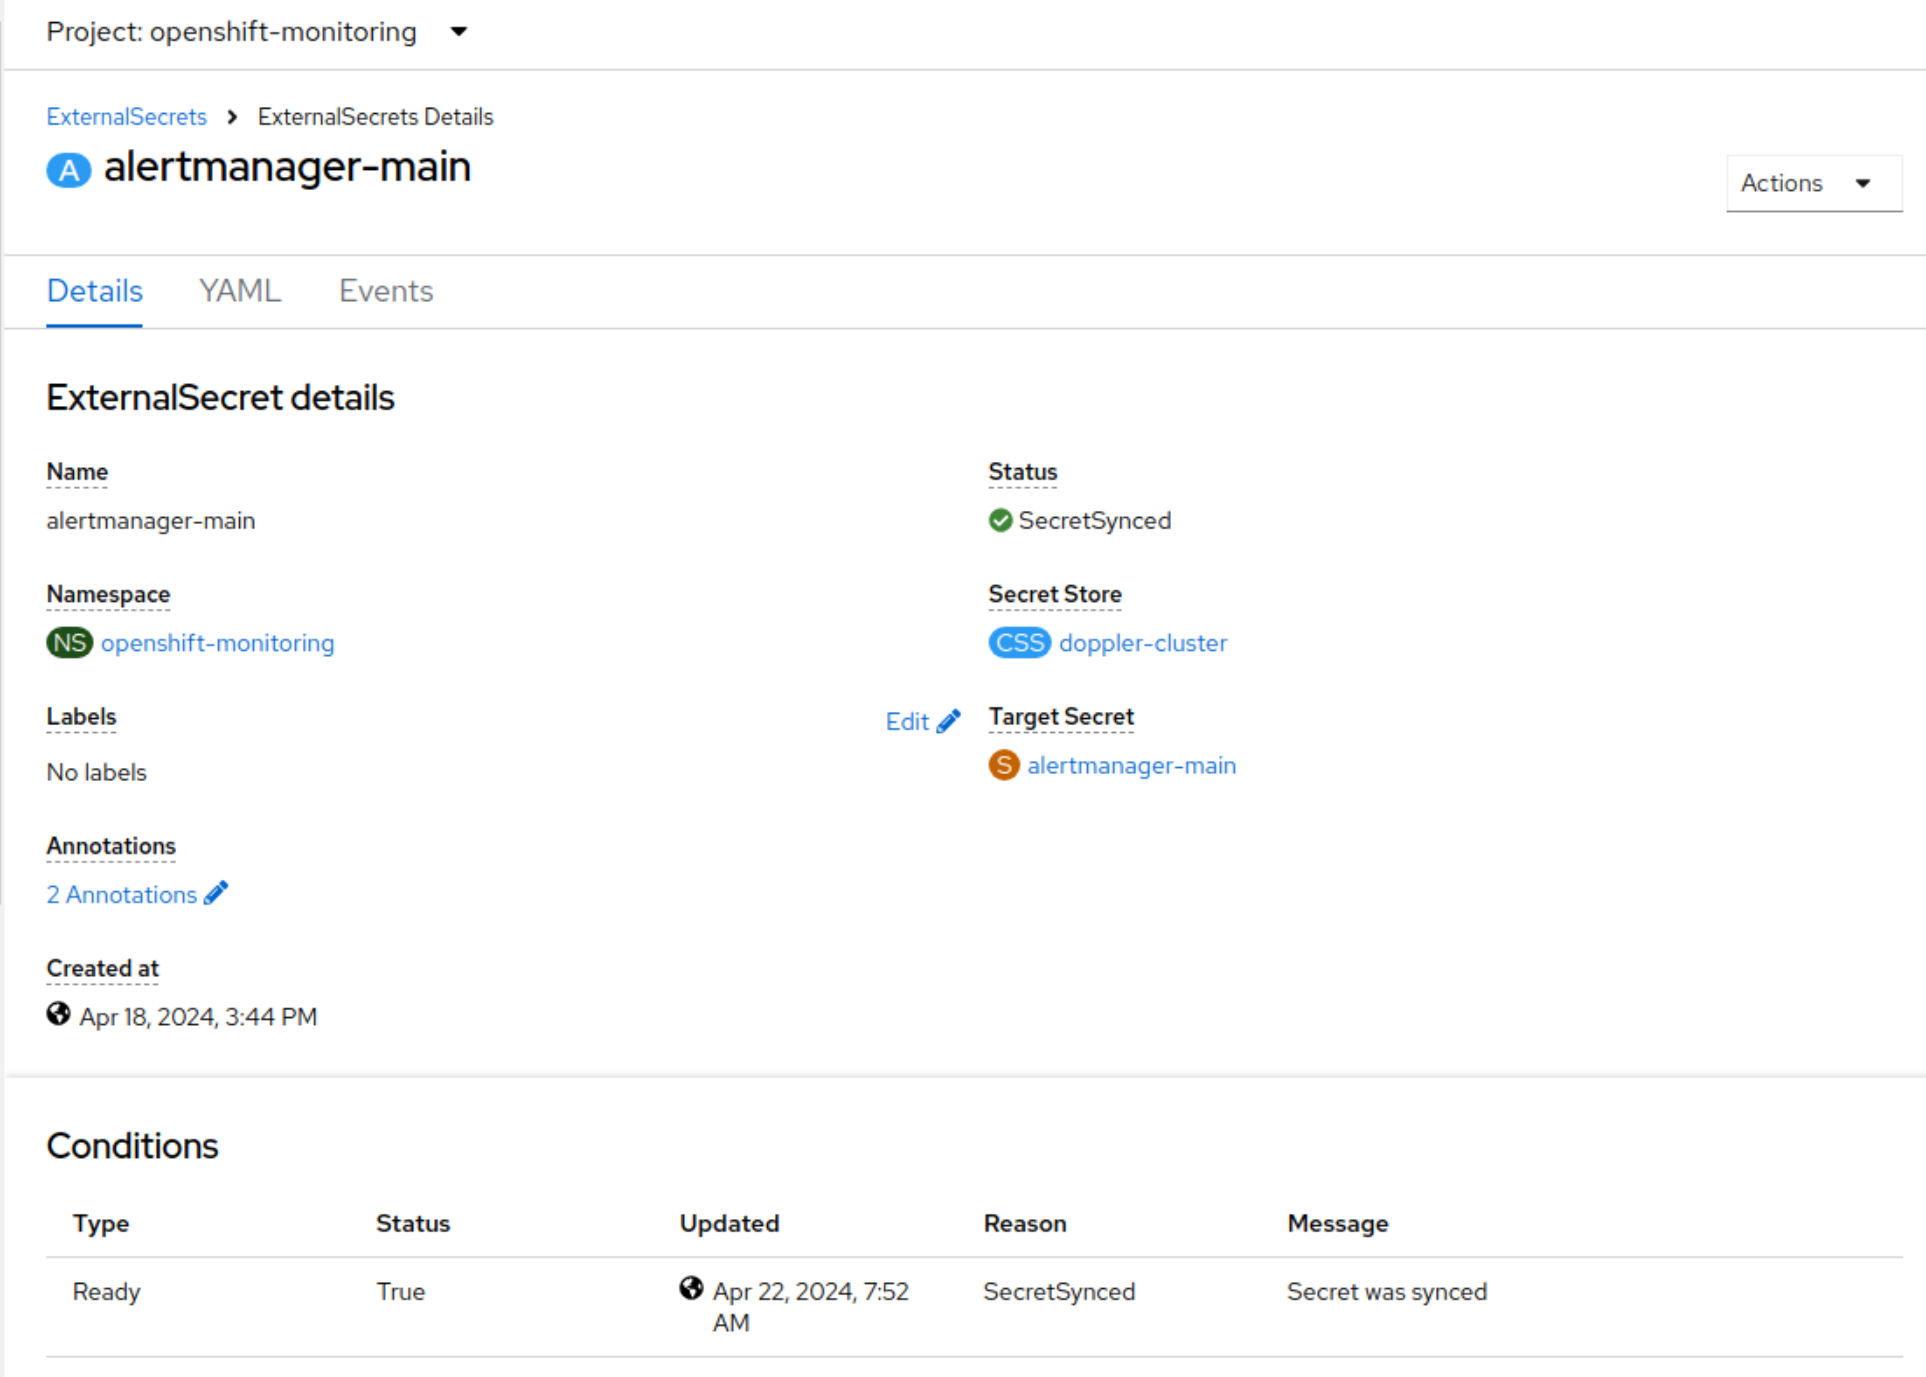 Project: openshift-monitoring
ExternalSecrets > ExternalSecrets Details
A alertmanager-main
Actions
Details YAML Events
ExternalSecret details
Name
alertmanager-main
Namespace
NS openshift-monitoring
Labels
Edit
No labels
Annotations
2 Annotations
Created at
Apr 18, 2024, 3:44 PM
Status
SecretSynced
Secret Store
CSS doppler-cluster
Target Secret
S alertmanager-main
Conditions
Type Status Updated Reason Message
Ready True Apr 22, 2024, 7:52 SecretSynced Secret was synced
AM